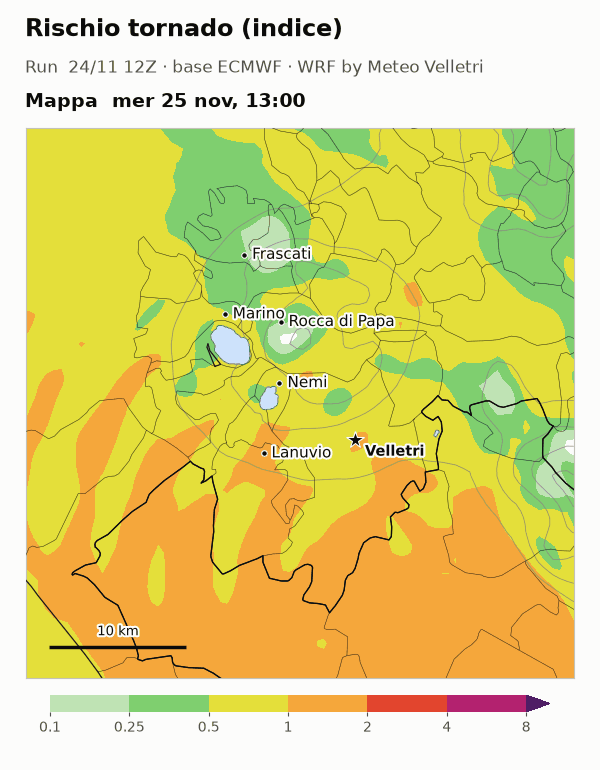 Rischio tornado (indice)
Run  24/11 12Z · base ECMWF · WRF by Meteo Velletri
Mappa  mer 25 nov, 13:00
Frascati
Marino
Rocca di Papa
Nemi
Velletri
Lanuvio
10 km
0.1 0.25 0.5 1 2 4 8